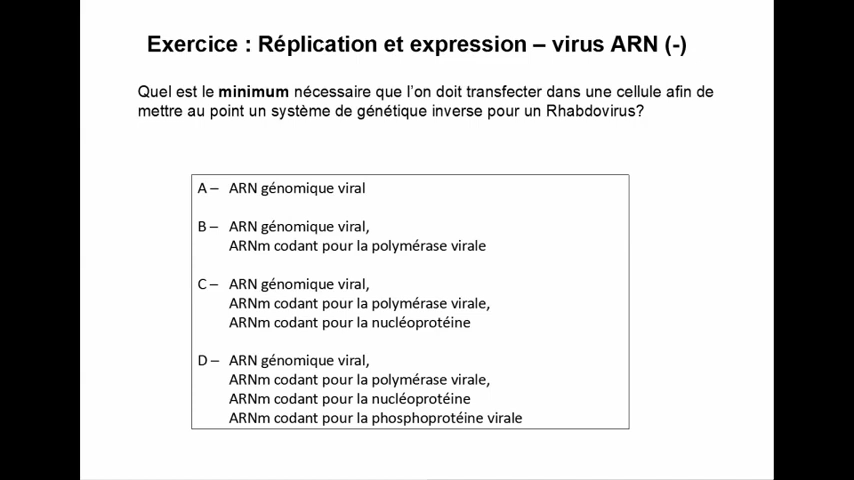 Exercice : Réplication et expression – virus ARN (-)
Quel est le minimum nécessaire que l'on doit transfecter dans une cellule afin de
mettre au point un système de génétique inverse pour un Rhabdovirus?
A – ARN génomique viral
B – ARN génomique viral,
ARNm codant pour la polymérase virale
C – ARN génomique viral,
ARNm codant pour la polymérase virale,
ARNm codant pour la nucléoprotéine
D – ARN génomique viral,
ARNm codant pour la polymérase virale,
ARNm codant pour la nucléoprotéine
ARNm codant pour la phosphoprotéine virale